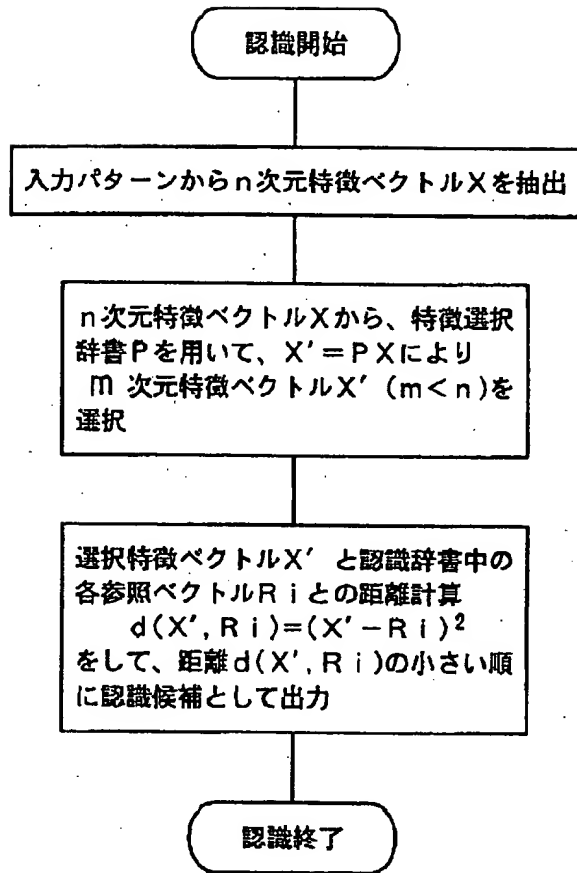 認識開始
入力パターンからn次元特徴ベクトルXを抽出
n次元特徴ベクトルXから、特徴選択
辞書Pを用いて、X'=PXにより
m 次元特徴ベクトルX' (m<n)を
選択
選択特徴ベクトルX' と認識辞書中の
各参照ベクトルRiとの距離計算
d(X',Ri)=(X'-Ri)²
をして、距離d(X',Ri)の小さい順
に認識候補として出力
認識終了